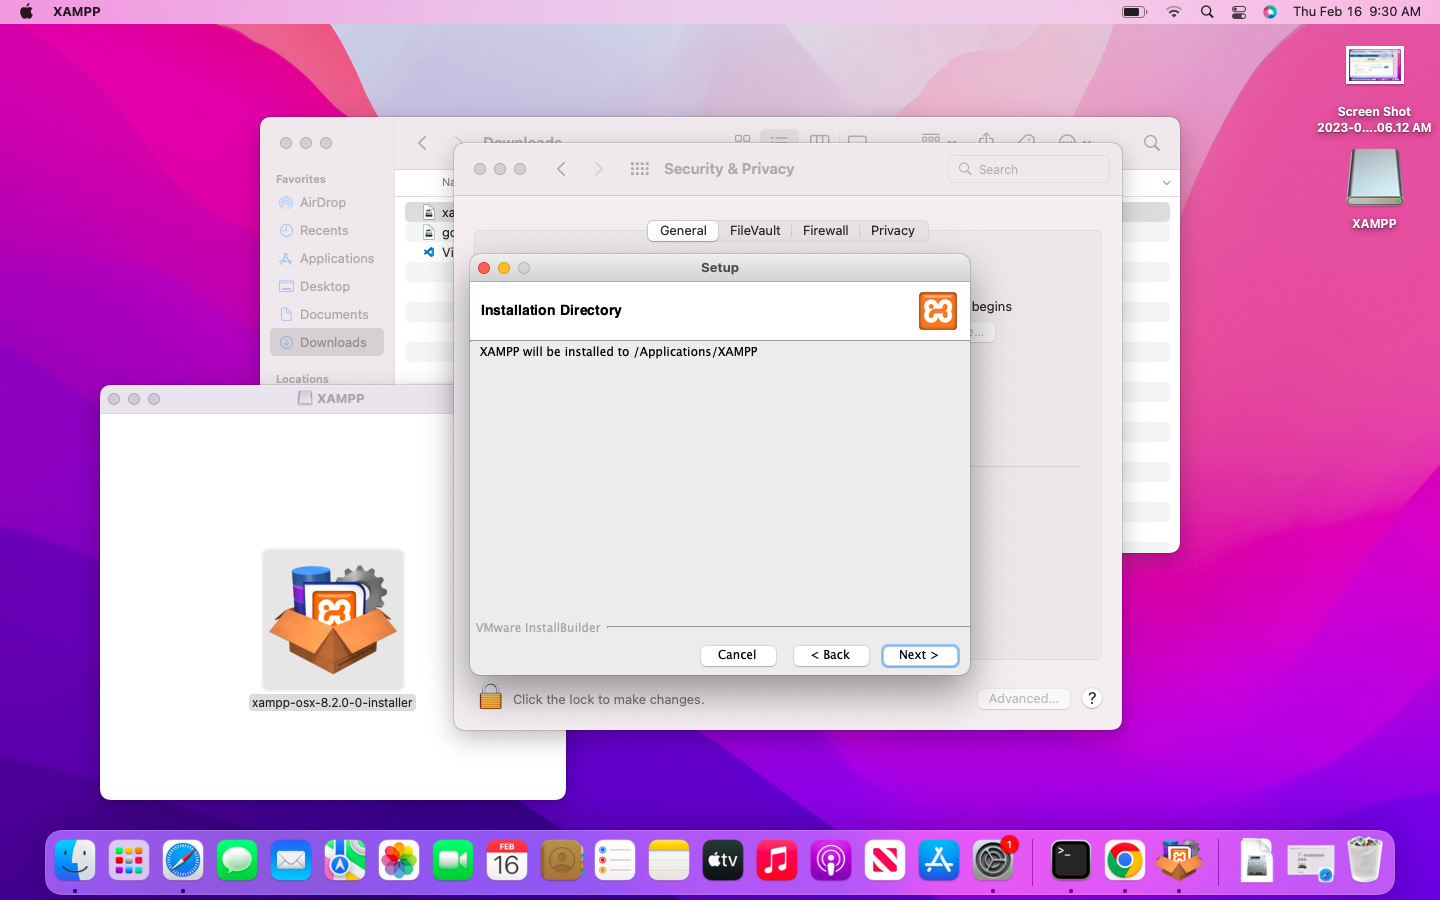 XAMPP
Thu Feb 16 9:30 AM
Screen Shot
2023-0....06.12 AM
XAMPP
Downloads
Favorites
AirDrop
Recents
Applications
Desktop
Documents
Downloads
Locations
Na
xa
go
Vi
Security & Privacy
Search
General
FileVault
Firewall
Privacy
begins
e...
Setup
Installation Directory
XAMPP will be installed to /Applications/XAMPP
VMware InstallBuilder
Cancel
< Back
Next >
Click the lock to make changes.
Advanced...
?
XAMPP
xampp-osx-8.2.0-0-installer
FEB
16
tv
1
>_